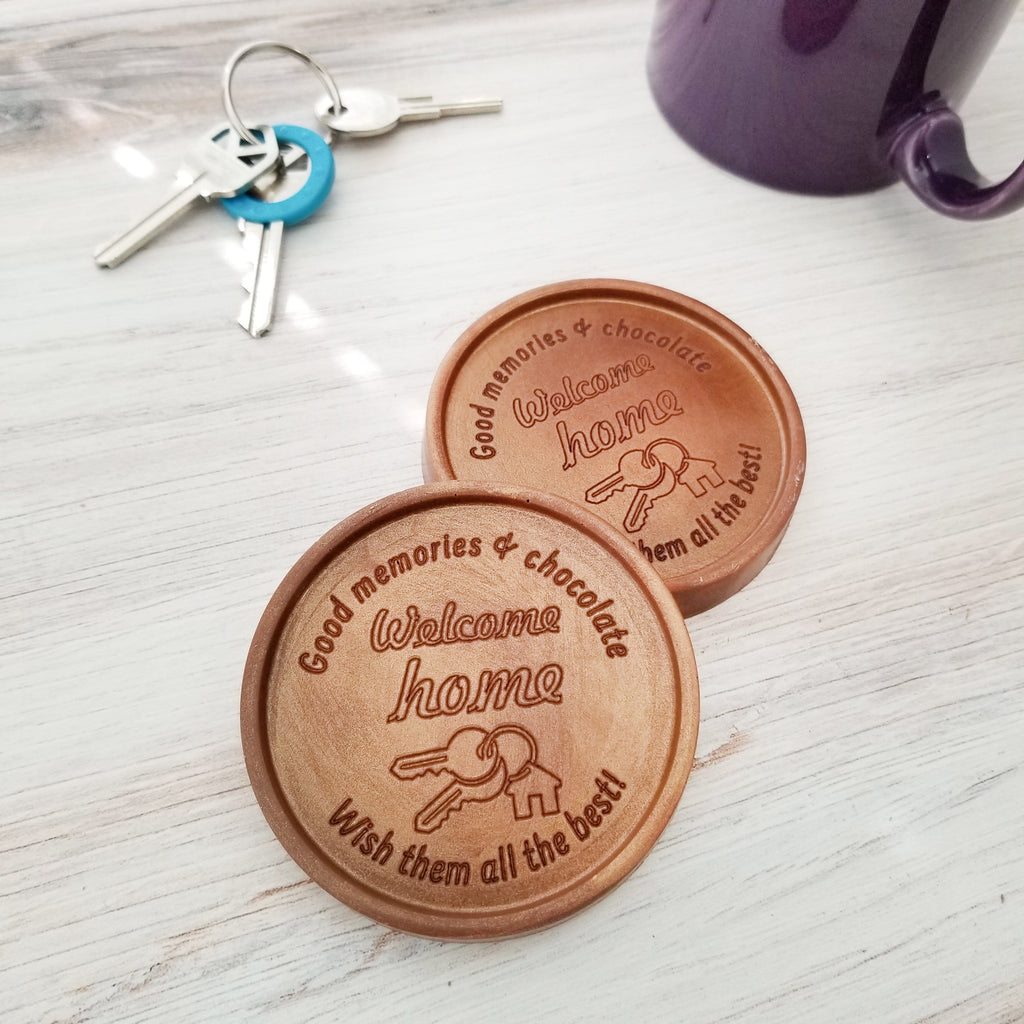 Good memories & chocolate
Welcome
home
them all the best!
Good memories & chocolate
Welcome
home
Wish them all the best!